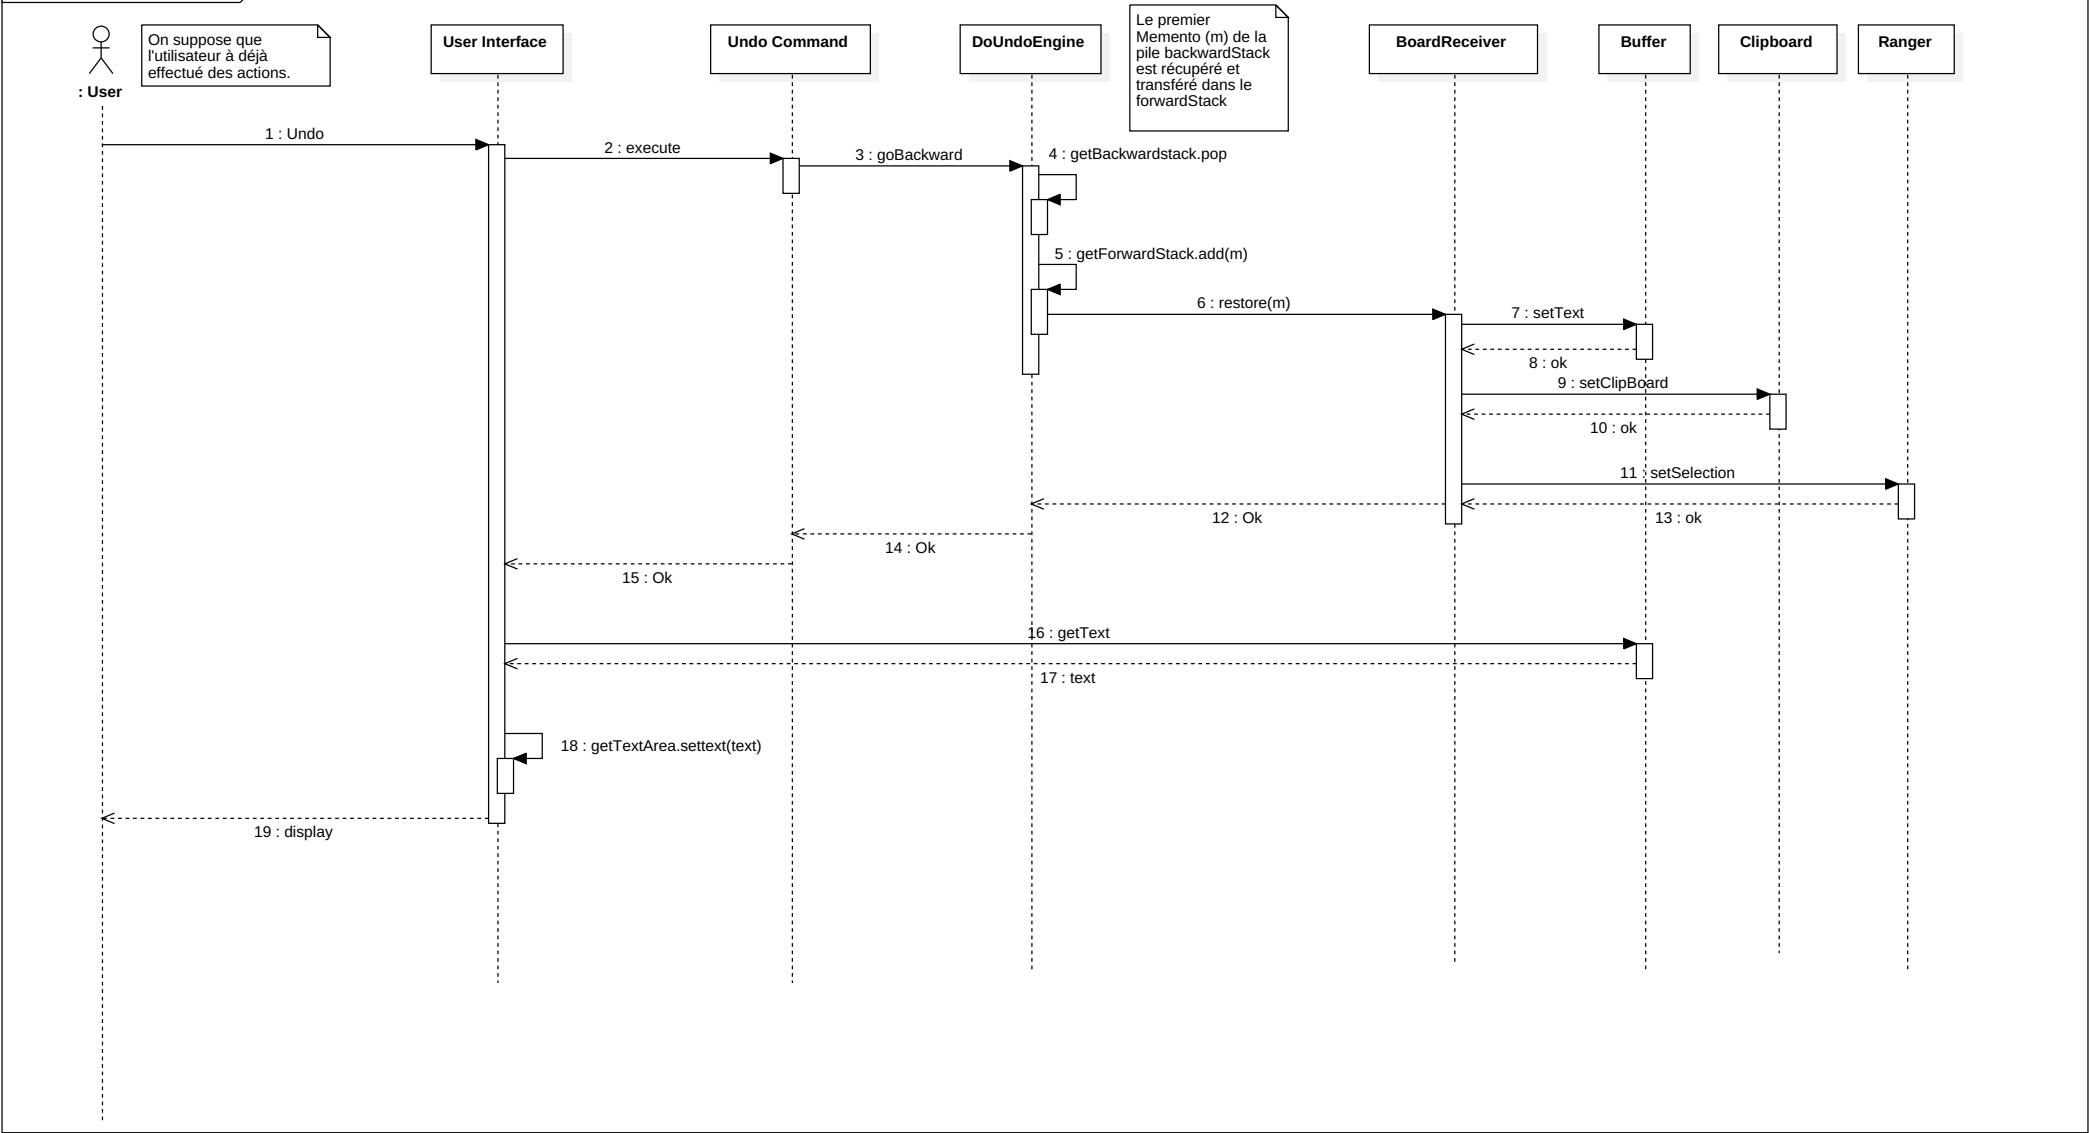 On suppose que
l'utilisateur à déjà
effectué des actions.
: User
User Interface
Undo Command
DoUndoEngine
Le premier
Memento (m) de la
pile backwardStack
est récupéré et
transféré dans le
forwardStack
BoardReceiver
Buffer
Clipboard
Ranger
1 : Undo
2 : execute
3 : goBackward
4 : getBackwardstack.pop
5 : getForwardStack.add(m)
6 : restore(m)
7 : setText
8 : ok
9 : setClipBoard
10 : ok
11 : setSelection
12 : Ok
13 : ok
14 : Ok
15 : Ok
16 : getText
17 : text
18 : getTextArea.settext(text)
19 : display